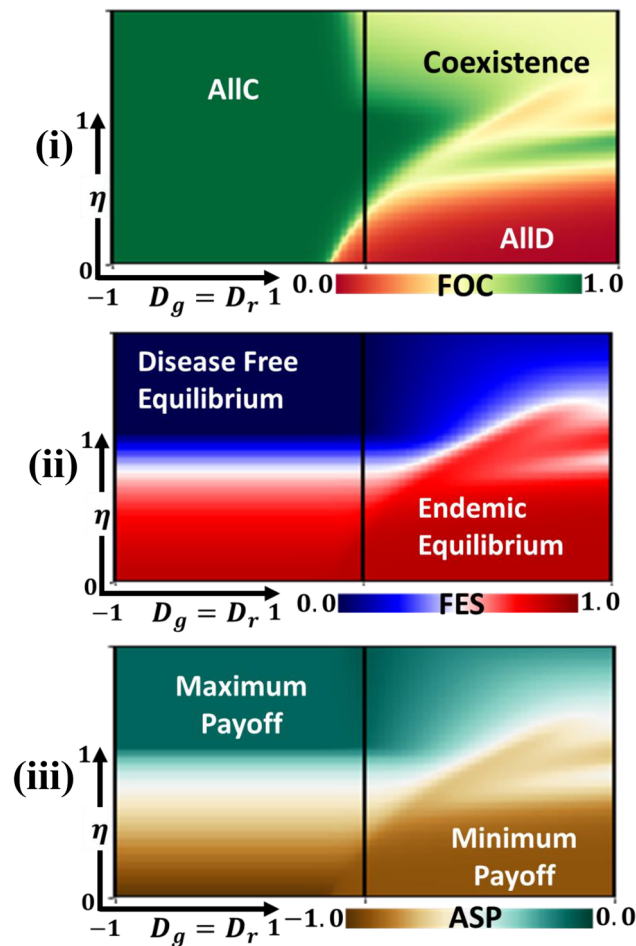 AllC
Coexistence
1
(i)
η
AllD
0
−1 D_g = D_r 1
0.0 FOC 1.0
Disease Free
Equilibrium
1
(ii)
η
Endemic
Equilibrium
0
−1 D_g = D_r 1
0.0 FES 1.0
Maximum
Payoff
1
(iii)
η
Minimum
Payoff
0
−1 D_g = D_r 1
−1.0 ASP 0.0